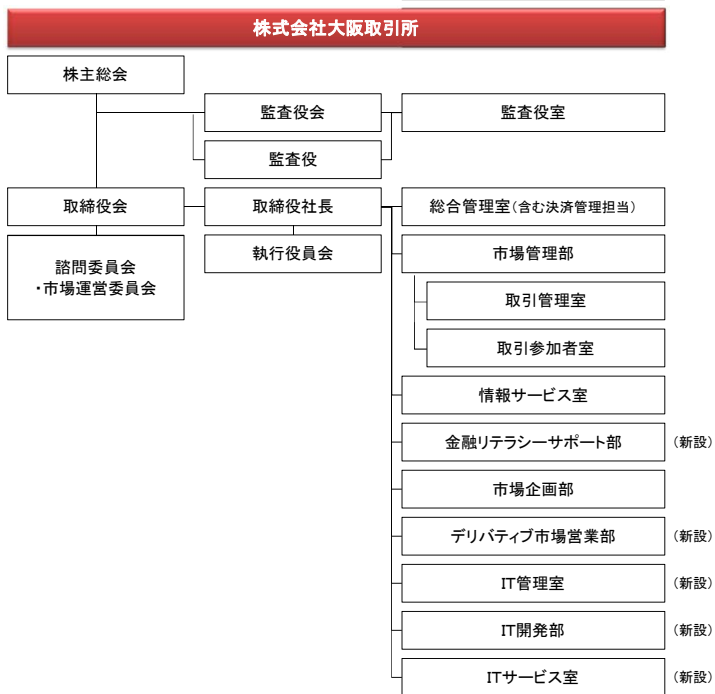 株式会社大阪取引所
株主総会
監査役会
監査役室
監査役
取締役会
取締役社長
総合管理室（含む決済管理担当）
諮問委員会
・市場運営委員会
執行役員会
市場管理部
取引管理室
取引参加者室
情報サービス室
金融リテラシーサポート部
（新設）
市場企画部
デリバティブ市場営業部
（新設）
IT管理室
（新設）
IT開発部
（新設）
ITサービス室
（新設）